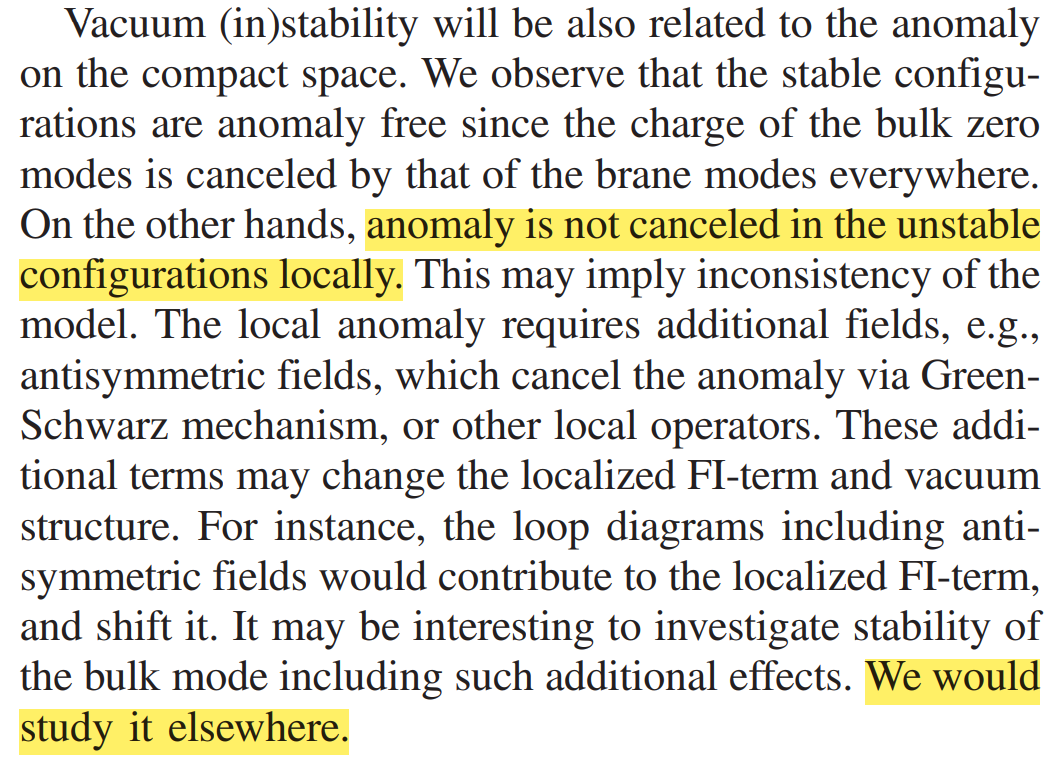 Vacuum (in)stability will be also related to the anomaly
on the compact space. We observe that the stable configu-
rations are anomaly free since the charge of the bulk zero
modes is canceled by that of the brane modes everywhere.
On the other hands, anomaly is not canceled in the unstable
configurations locally. This may imply inconsistency of the
model. The local anomaly requires additional fields, e.g.,
antisymmetric fields, which cancel the anomaly via Green-
Schwarz mechanism, or other local operators. These addi-
tional terms may change the localized FI-term and vacuum
structure. For instance, the loop diagrams including anti-
symmetric fields would contribute to the localized FI-term,
and shift it. It may be interesting to investigate stability of
the bulk mode including such additional effects. We would
study it elsewhere.